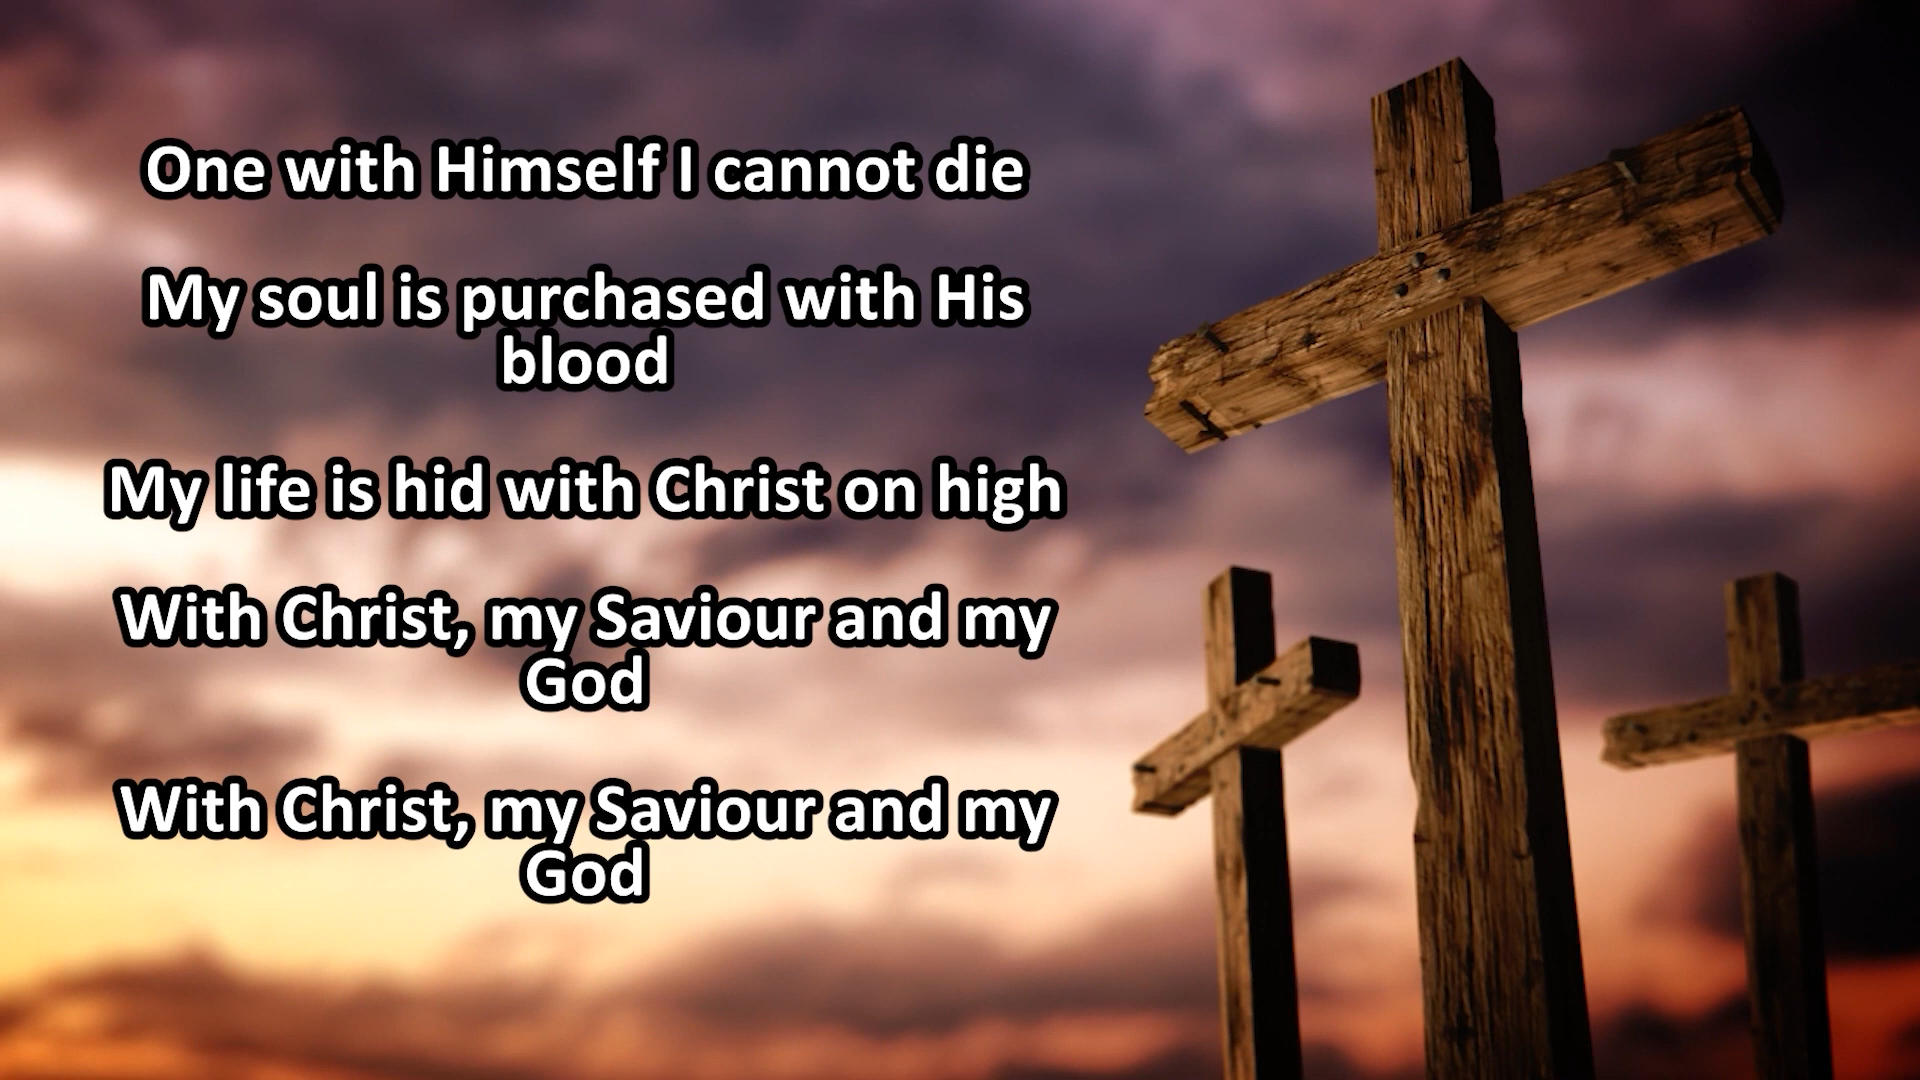 One with Himself I cannot die
My soul is purchased with His
blood
My life is hid with Christ on high
With Christ, my Saviour and my
God
With Christ, my Saviour and my
God